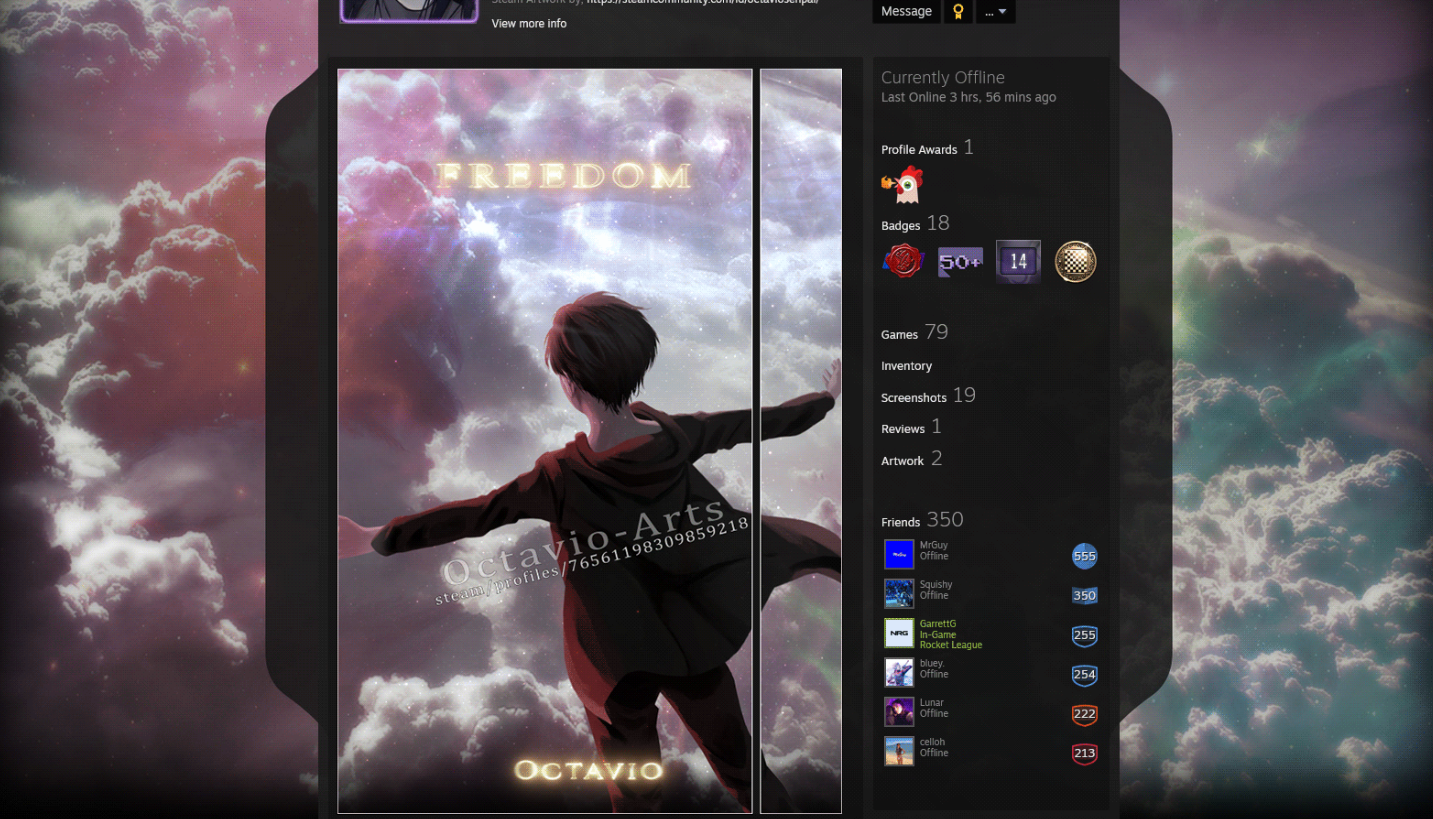 Steam Artwork by, https://steamcommunity.com/id/octaviosenpai/
View more info
Message
...
FREEDOM
Octavio-Arts
steam/profiles/76561198309859218
OCTAVIO
Currently Offline
Last Online 3 hrs, 56 mins ago
Profile Awards 1
Badges 18
50+
14
Games 79
Inventory
Screenshots 19
Reviews 1
Artwork 2
Friends 350
MrGuy
Offline
555
Squishy
Offline
350
NRG
GarrettG
In-Game
Rocket League
255
bluey.
Offline
254
Lunar
Offline
222
celloh
Offline
213